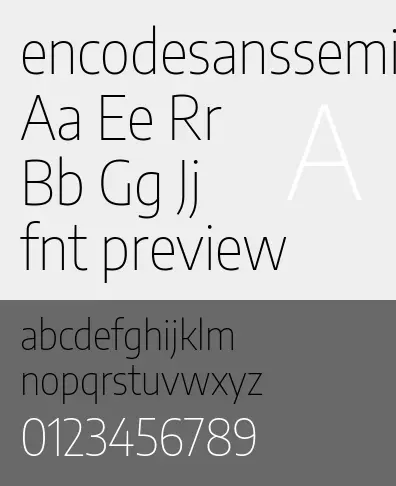 encodesanssemi
Aa Ee Rr
A
Bb Gg Jj
fnt preview
abcdefghijklm
nopqrstuvwxyz
0123456789